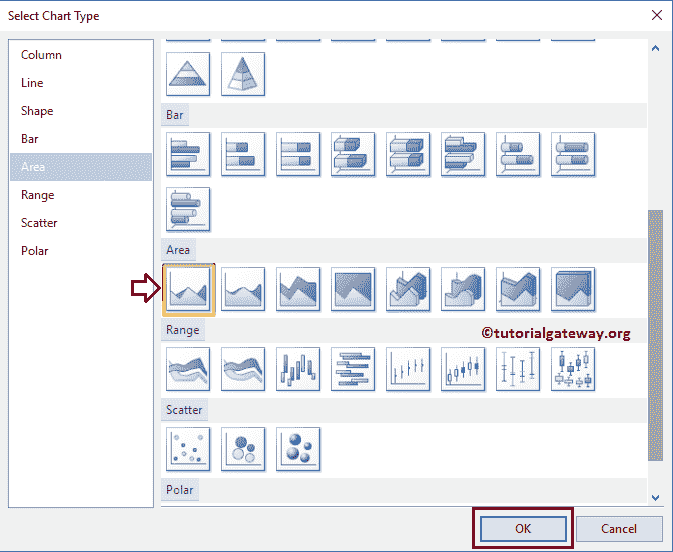 Select Chart Type
Column
Line
Shape
Bar
Area
Range
Scatter
Polar
Bar
Area
Range
©tutorialgateway.org
Scatter
Polar
OK
Cancel